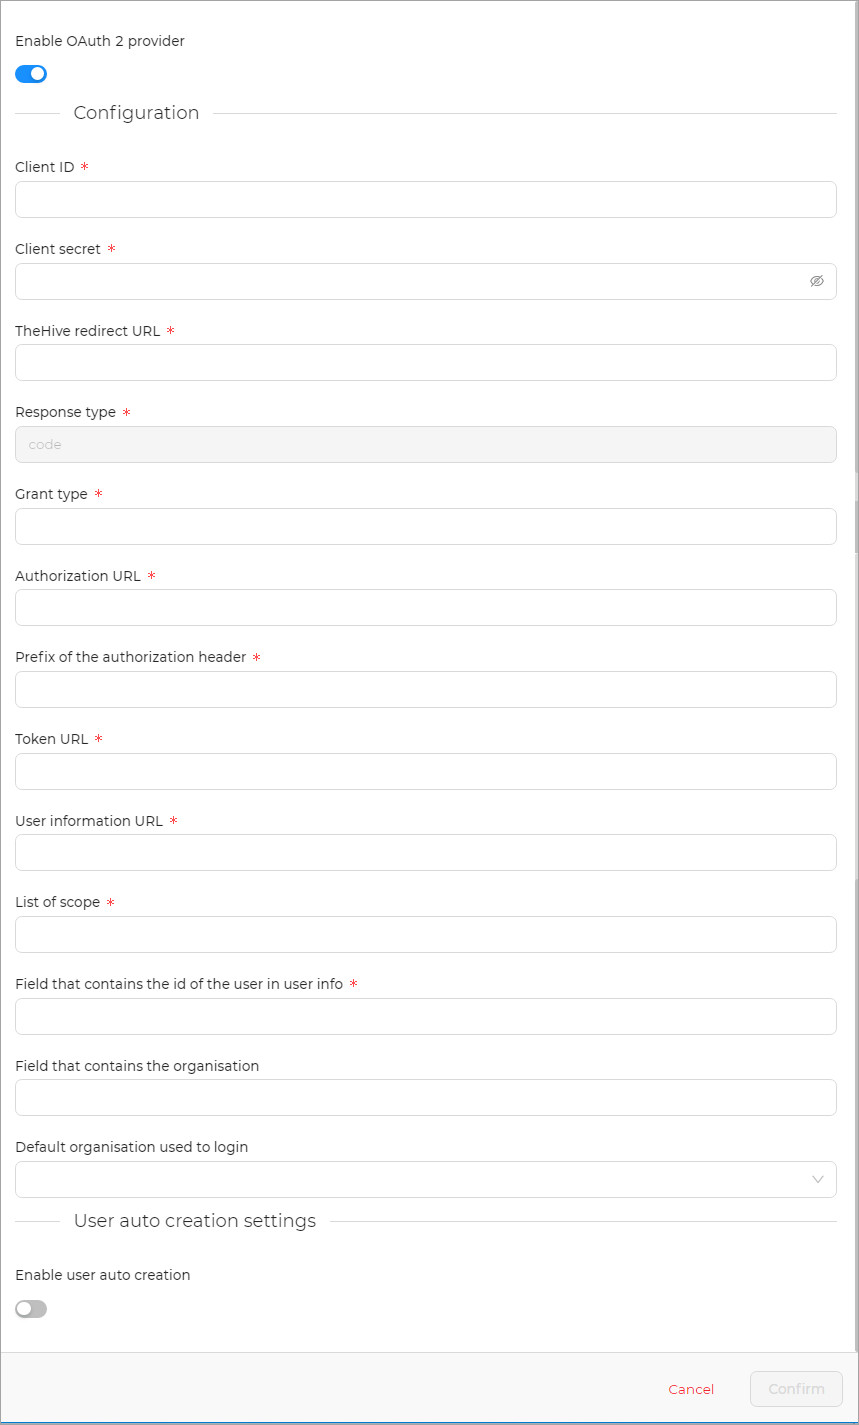 Enable OAuth 2 provider
Configuration
Client ID *
Client secret *
TheHive redirect URL *
Response type *
code
Grant type *
Authorization URL *
Prefix of the authorization header *
Token URL *
User information URL *
List of scope *
Field that contains the id of the user in user info *
Field that contains the organisation
Default organisation used to login
User auto creation settings
Enable user auto creation
Cancel Confirm